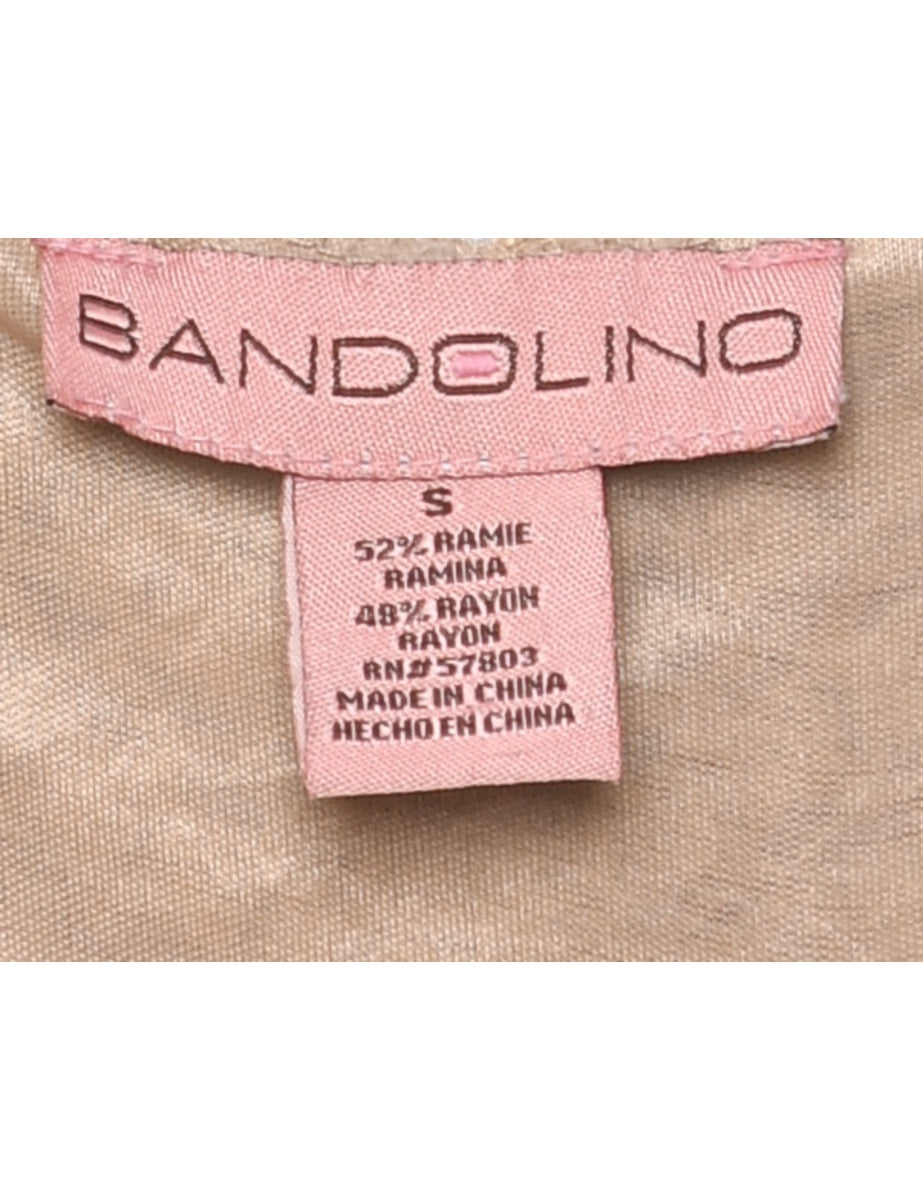 BANDOLINO
S
52% RAMIE
RAMINA
48% RAYON
RAYON
RN#57803
MADE IN CHINA
HECHO EN CHINA